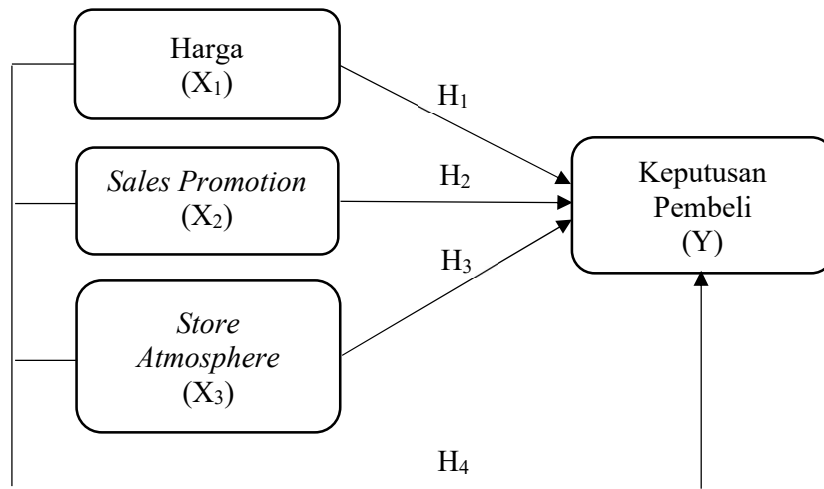 Harga
(X₁)
H₁
Sales Promotion
(X₂)
H₂
Keputusan
Pembeli
(Y)
Store
Atmosphere
(X₃)
H₃
H₄